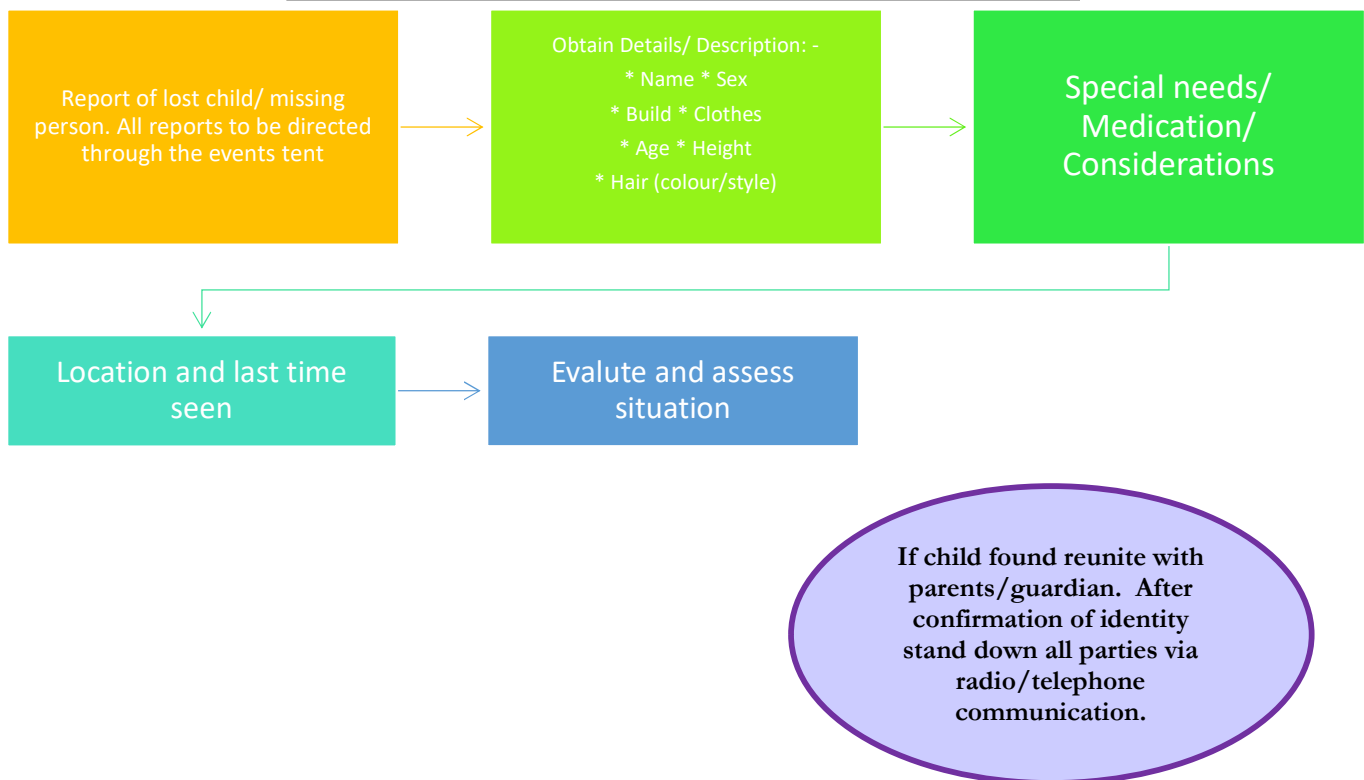 Report of lost child/ missing
person. All reports to be directed
through the events tent
Obtain Details/ Description: -
* Name * Sex
* Build * Clothes
* Age * Height
* Hair (colour/style)
Special needs/
Medication/
Considerations
Location and last time
seen
Evalute and assess
situation
If child found reunite with
parents/guardian.  After
confirmation of identity
stand down all parties via
radio/telephone
communication.